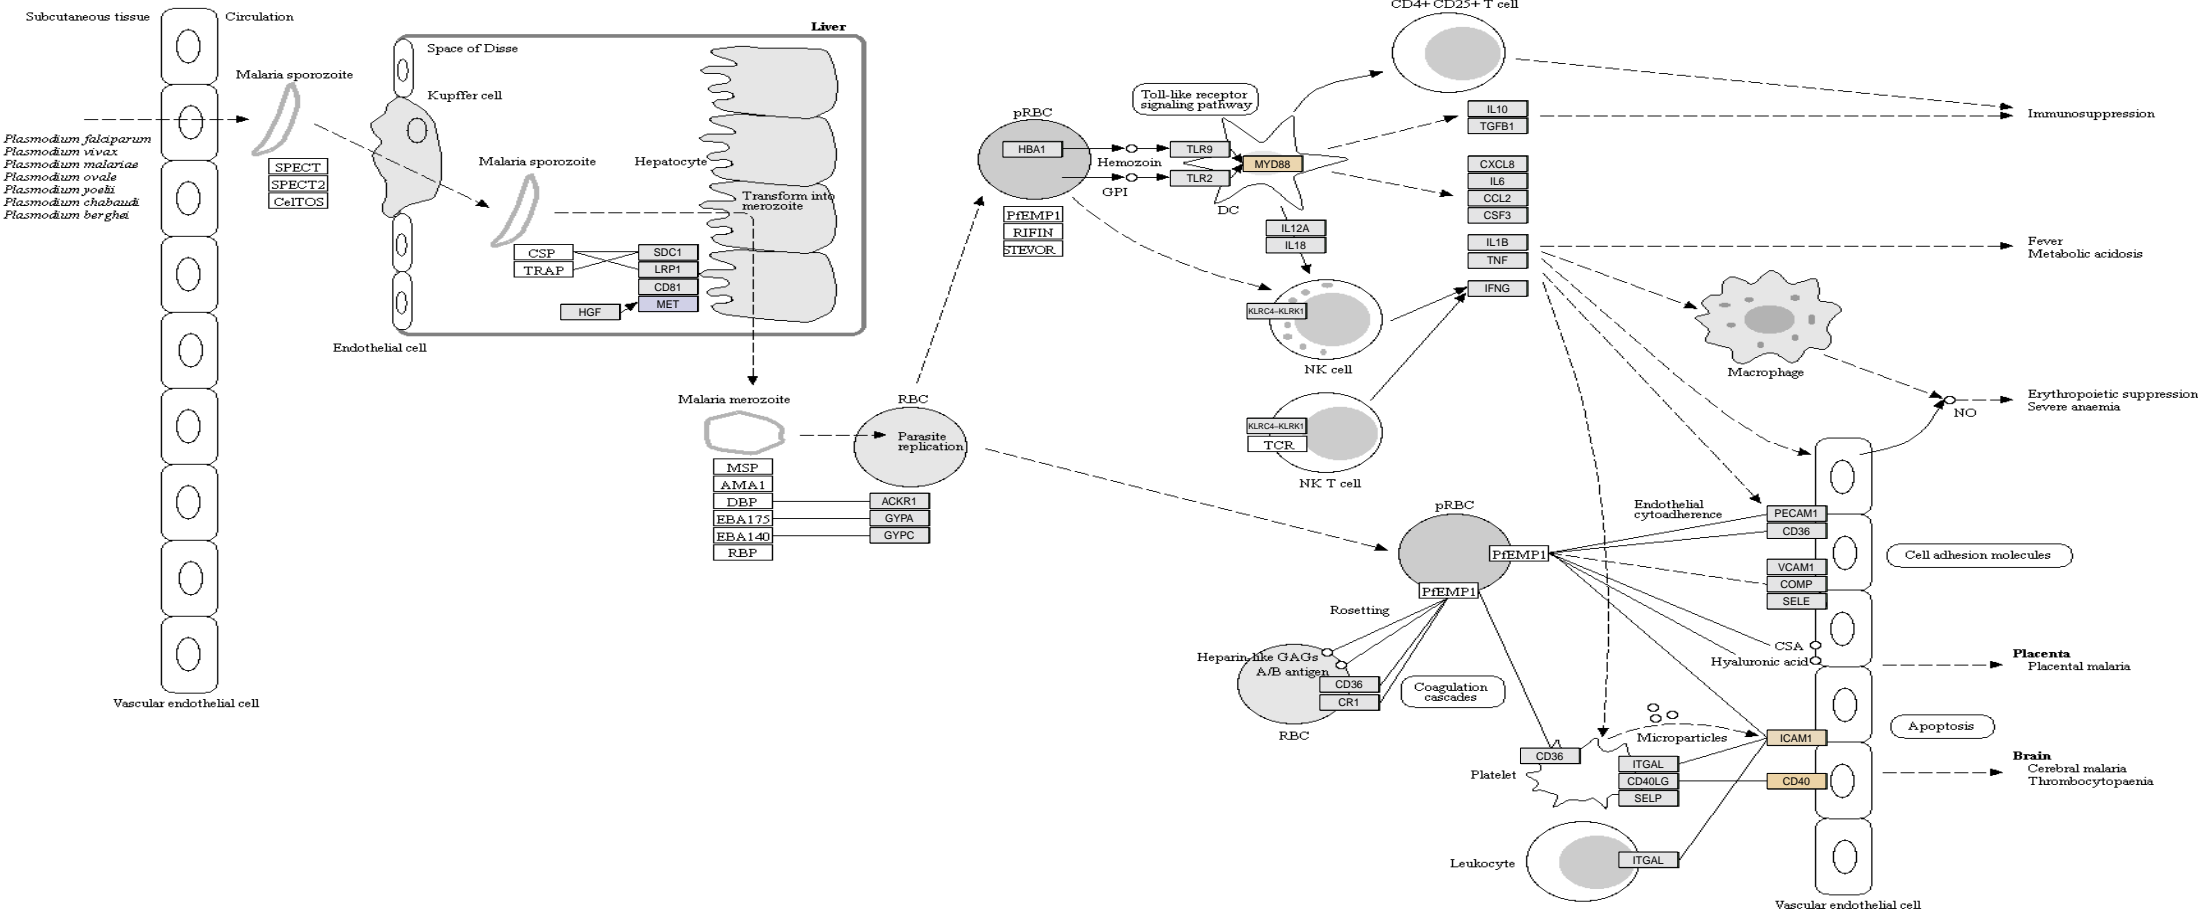 Subcutaneous tissue
Circulation
Malaria sporozoite
Plasmodium falciparum
Plasmodium vivax
Plasmodium malariae
Plasmodium ovale
Plasmodium yoelii
Plasmodium chabaudi
Plasmodium berghei
SPECT
SPECT2
CelTOS
Vascular endothelial cell
Liver
Space of Disse
Kupffer cell
Malaria sporozoite
Hepatocyte
Transform into
merozoite
CSP
TRAP
SDC1
LRP1
CD81
MET
HGF
Endothelial cell
Malaria merozoite
MSP
AMA1
DBP
EBA175
EBA140
RBP
RBC
Parasite
replication
ACKR1
GYPA
GYPC
pRBC
HBA1
PfEMP1
RIFIN
STEVOR
Hemozoin
GPI
Toll-like receptor
signaling pathway
TLR9
TLR2
MYD88
DC
IL12A
IL18
CD4+ CD25+ T cell
IL10
TGFB1
CXCL8
IL6
CCL2
CSF3
IL1B
TNF
IFNG
KLRC4-KLRK1
NK cell
KLRC4-KLRK1
TCR
NK T cell
Immunosuppression
Fever
Metabolic acidosis
Macrophage
NO
Erythropoietic suppression
Severe anaemia
pRBC
PfEMP1
PfEMP1
Endothelial
cytoadherence
PECAM1
CD36
VCAM1
COMP
SELE
CSA
Hyaluronic acid
Cell adhesion molecules
Rosetting
Heparin-like GAGs
A/B antigen
CD36
CR1
RBC
Coagulation
cascades
Placenta
Placental malaria
Microparticles
ICAM1
CD40
Apoptosis
Brain
Cerebral malaria
Thrombocytopaenia
CD36
Platelet
ITGAL
CD40LG
SELP
Leukocyte
ITGAL
Vascular endothelial cell